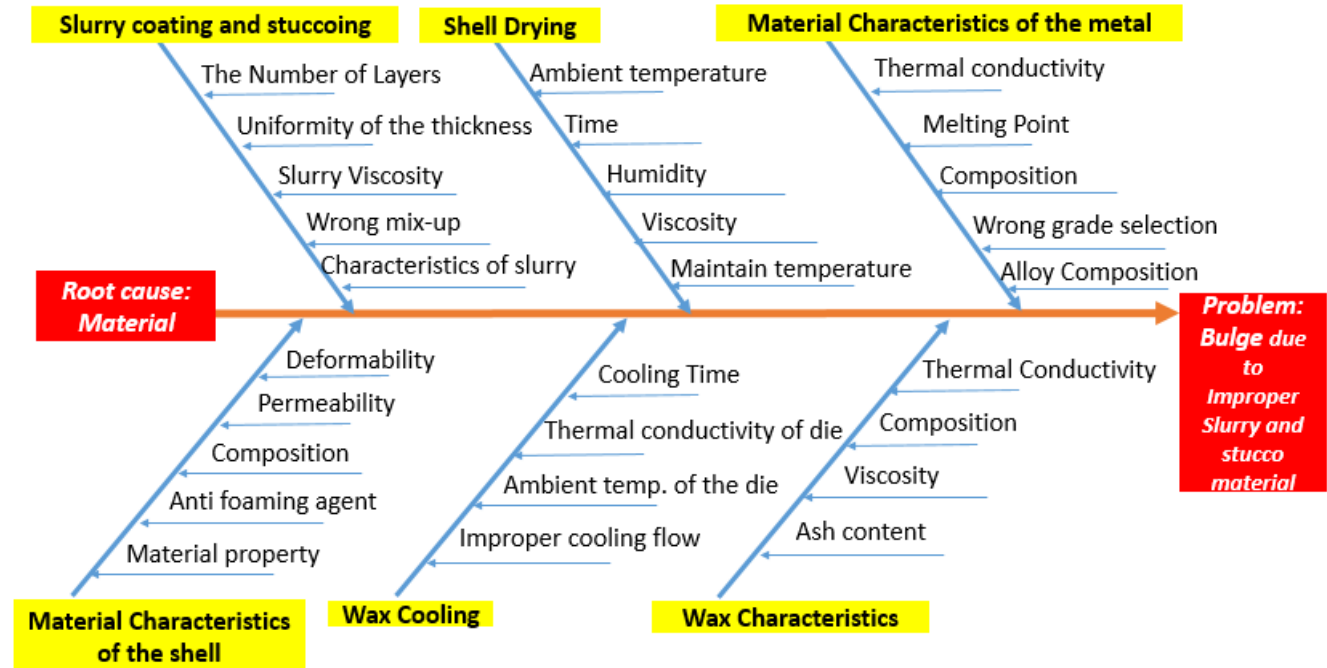 Slurry coating and stuccoing
The Number of Layers
Uniformity of the thickness
Slurry Viscosity
Wrong mix-up
Characteristics of slurry
Shell Drying
Ambient temperature
Time
Humidity
Viscosity
Maintain temperature
Material Characteristics of the metal
Thermal conductivity
Melting Point
Composition
Wrong grade selection
Alloy Composition
Root cause:
Material
Problem:
Bulge due
to
Improper
Slurry and
stucco
material
Deformability
Permeability
Composition
Anti foaming agent
Material property
Material Characteristics
of the shell
Cooling Time
Thermal conductivity of die
Ambient temp. of the die
Improper cooling flow
Wax Cooling
Thermal Conductivity
Composition
Viscosity
Ash content
Wax Characteristics